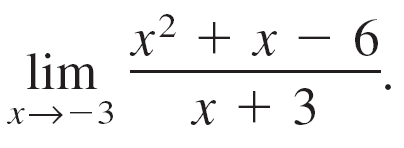 lim x→−3 (x² + x − 6) / (x + 3).